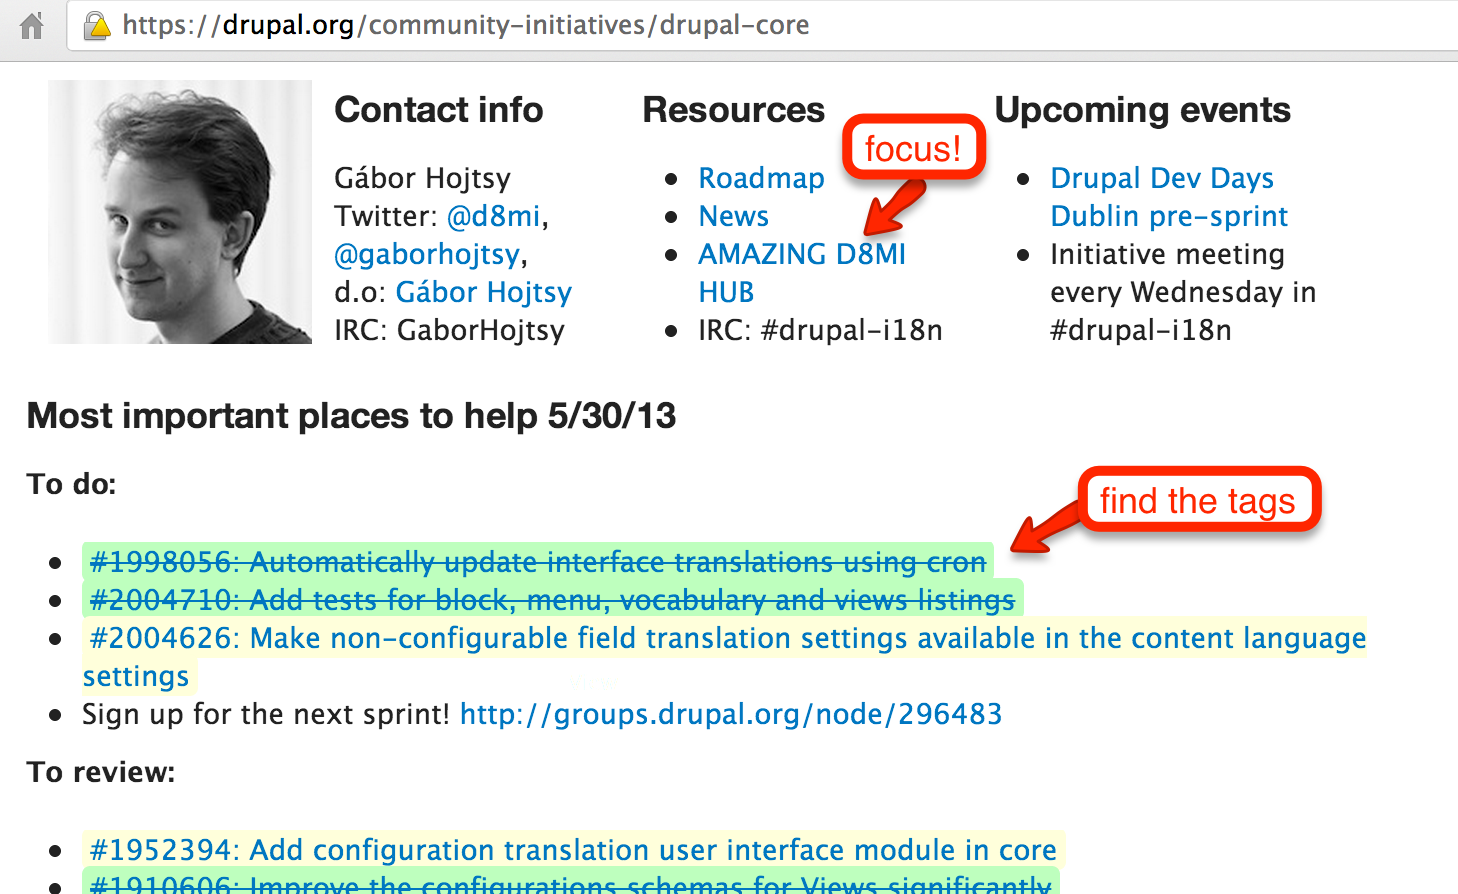 https://drupal.org/community-initiatives/drupal-core
Contact info
Gábor Hojtsy
Twitter: @d8mi,
@gaborhojtsy,
d.o: Gábor Hojtsy
IRC: GaborHojtsy
Resources
focus!
Roadmap
News
AMAZING D8MI
HUB
IRC: #drupal-i18n
Upcoming events
Drupal Dev Days
Dublin pre-sprint
Initiative meeting
every Wednesday in
#drupal-i18n
Most important places to help 5/30/13
To do:
find the tags
#1998056: Automatically update interface translations using cron
#2004710: Add tests for block, menu, vocabulary and views listings
#2004626: Make non-configurable field translation settings available in the content language
settings
Sign up for the next sprint! http://groups.drupal.org/node/296483
To review:
#1952394: Add configuration translation user interface module in core
#1910606: Improve the configurations schemas for Views significantly